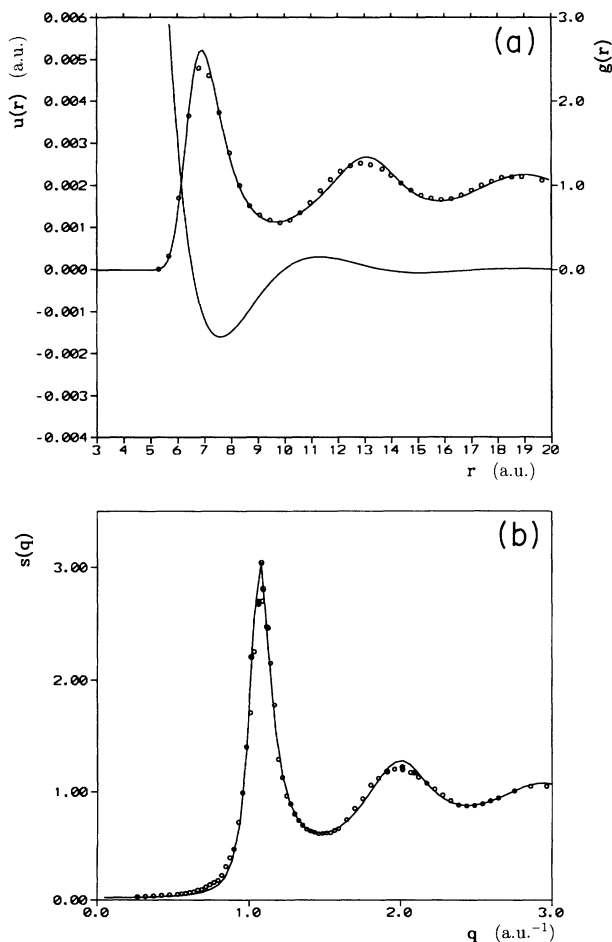 (a)
u(r) (a.u.)
0.006
0.005
0.004
0.003
0.002
0.001
0.000
-0.001
-0.002
-0.003
-0.004
3.0
2.0
1.0
0.0
g(r)
3 4 5 6 7 8 9 10 11 12 13 14 15 16 17 18 19 20
r (a.u.)
(b)
s(q)
3.00
2.00
1.00
0.00
0.0 1.0 2.0 3.0
q (a.u.⁻¹)